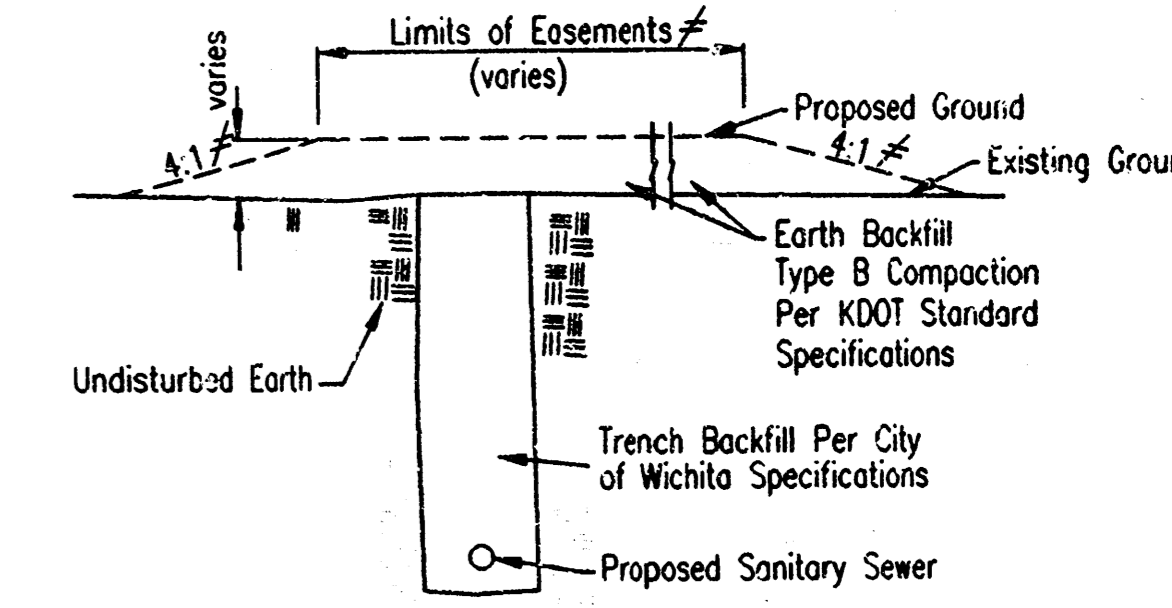 Limits of Easements ≠
(varies)
varies
Proposed Ground
4:1 ≠
4:1 ≠
Existing Grou
Earth Backfill
Type B Compaction
Per KDOT Standard
Specifications
Undisturbed Earth
Trench Backfill Per City
of Wichita Specifications
Proposed Sanitary Sewer